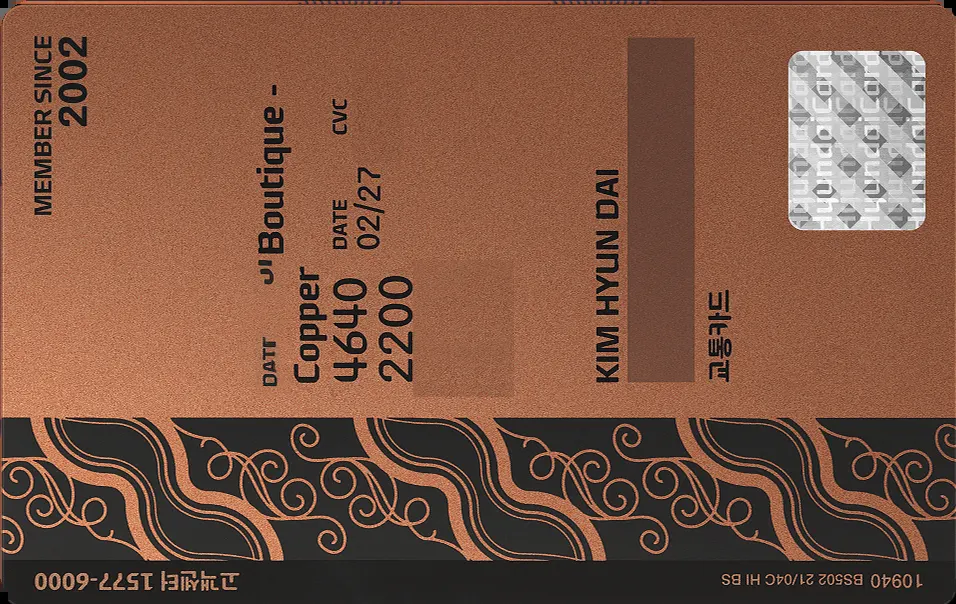 MEMBER SINCE
2002
Boutique -
Copper
CVC
DATE
02/27
4640
2200
KIM HYUN DAI
교통카드
고객센터 1577-6000
10940 BS502 21/04C HI BS